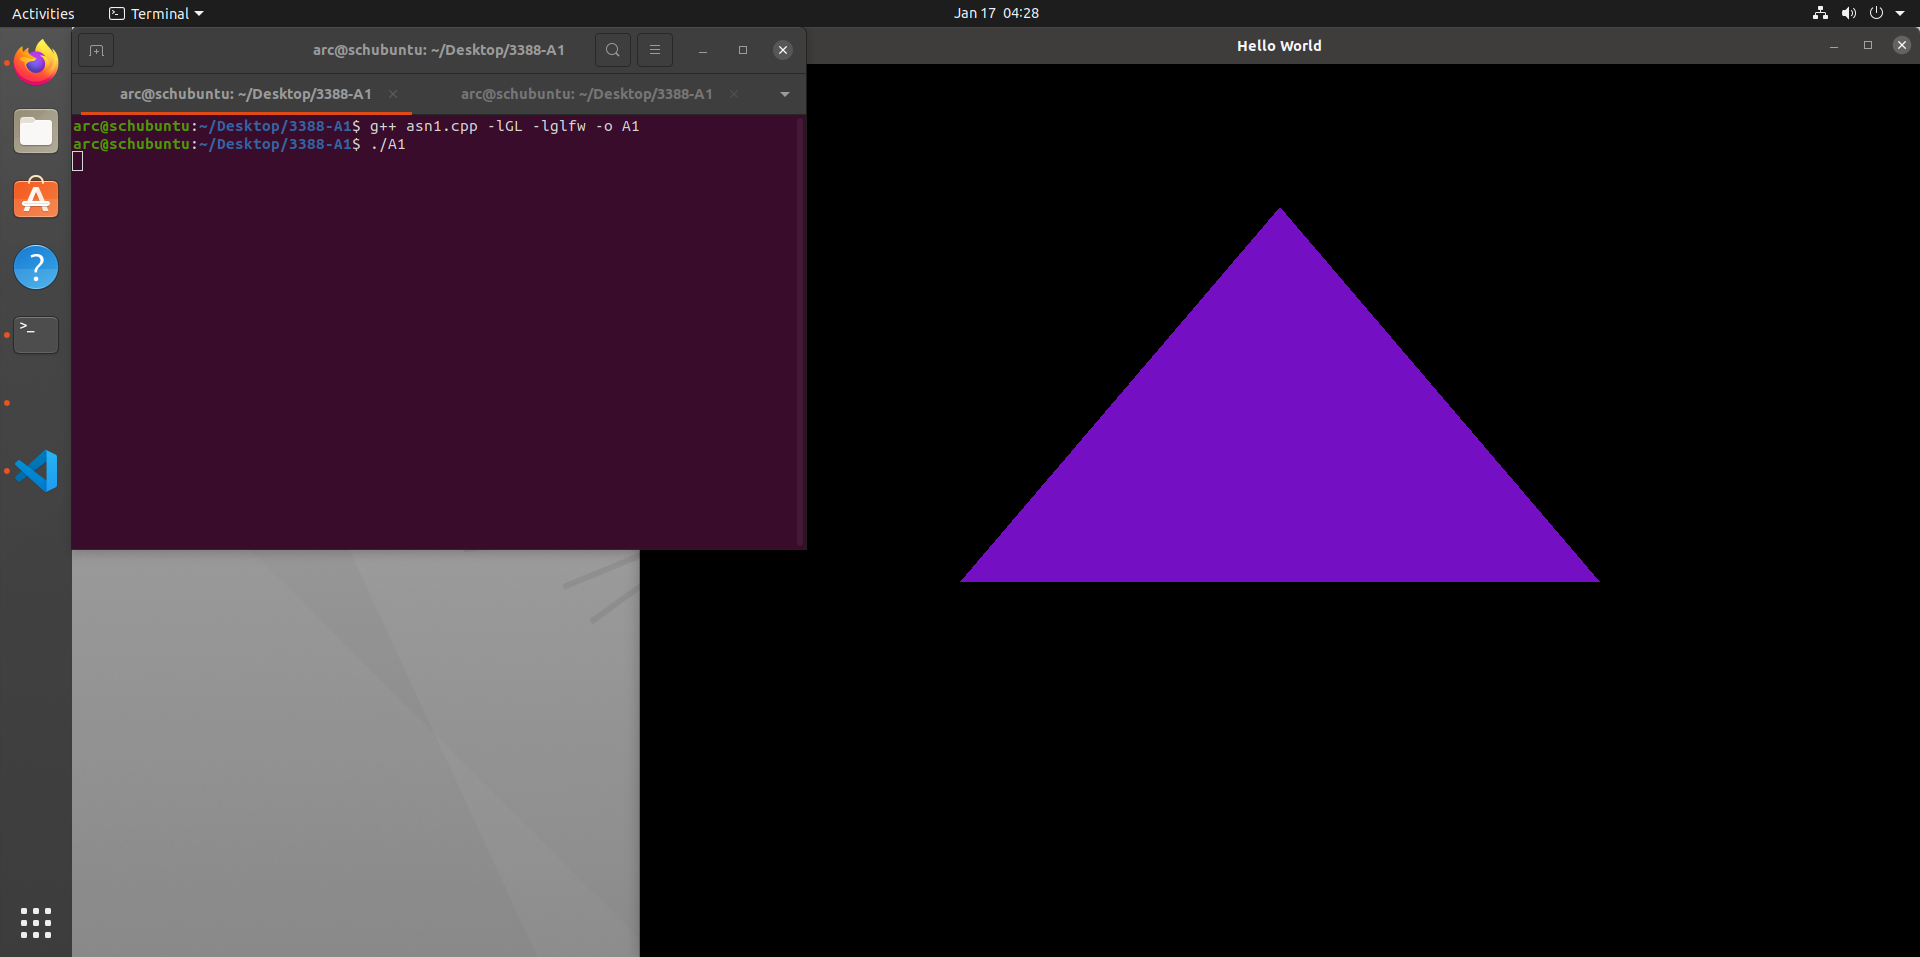 Activities
Terminal
Jan 17 04:28
arc@schubuntu: ~/Desktop/3388-A1
Hello World
arc@schubuntu: ~/Desktop/3388-A1
arc@schubuntu: ~/Desktop/3388-A1
arc@schubuntu:~/Desktop/3388-A1$ g++ asn1.cpp -lGL -lglfw -o A1
arc@schubuntu:~/Desktop/3388-A1$ ./A1